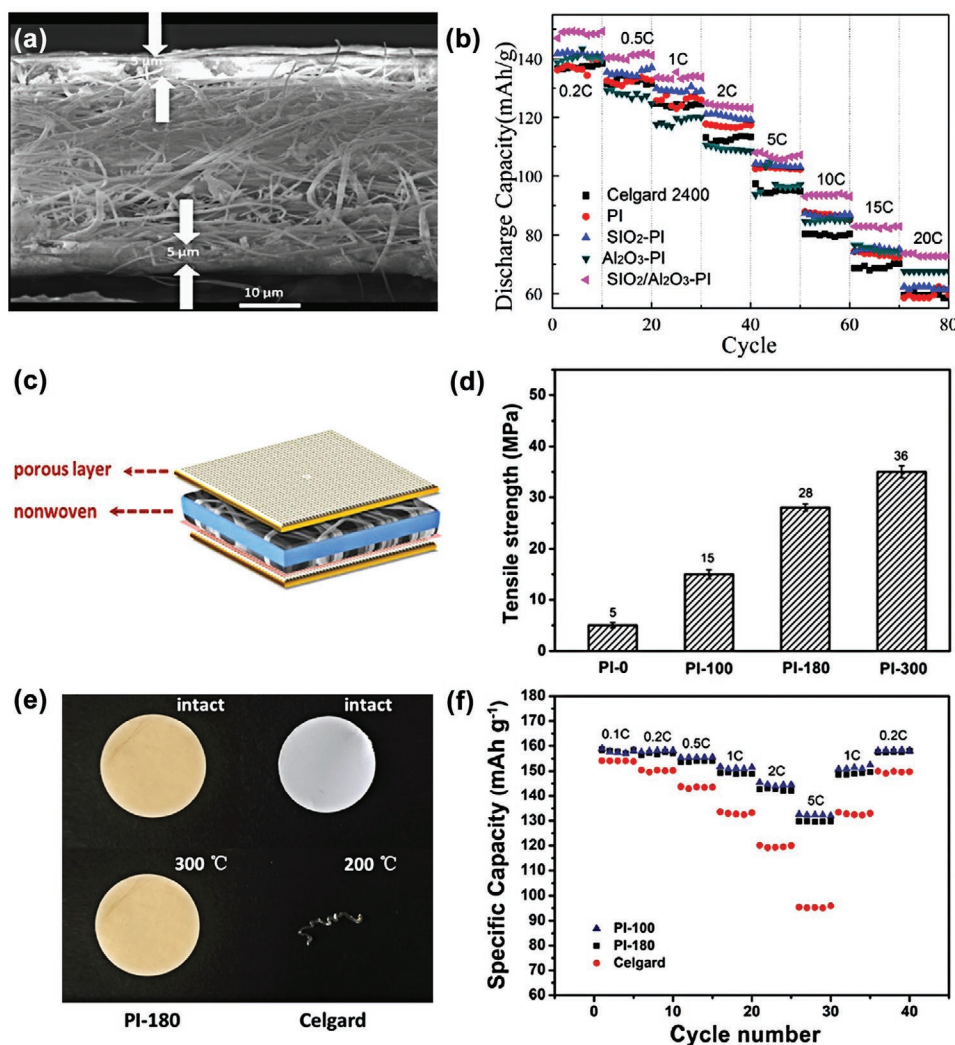 (a)
5 μm
5 μm
10 μm
(b)
Discharge Capacity(mAh/g)
140
120
100
80
60
0.2C
0.5C
1C
2C
5C
10C
15C
20C
Celgard 2400
PI
SIO₂-PI
Al₂O₃-PI
SIO₂/Al₂O₃-PI
0 20 40 60 80
Cycle
(c)
porous layer
nonwoven
(d)
Tensile strength (MPa)
50
40
30
20
10
0
5
15
28
36
PI-0 PI-100 PI-180 PI-300
(e)
intact intact
300 ℃ 200 ℃
PI-180 Celgard
(f)
Specific Capacity (mAh g⁻¹)
180
170
160
150
140
130
120
110
100
90
80
70
60
0.1C
0.2C
0.5C
1C
2C
5C
1C
0.2C
PI-100
PI-180
Celgard
0 10 20 30 40
Cycle number